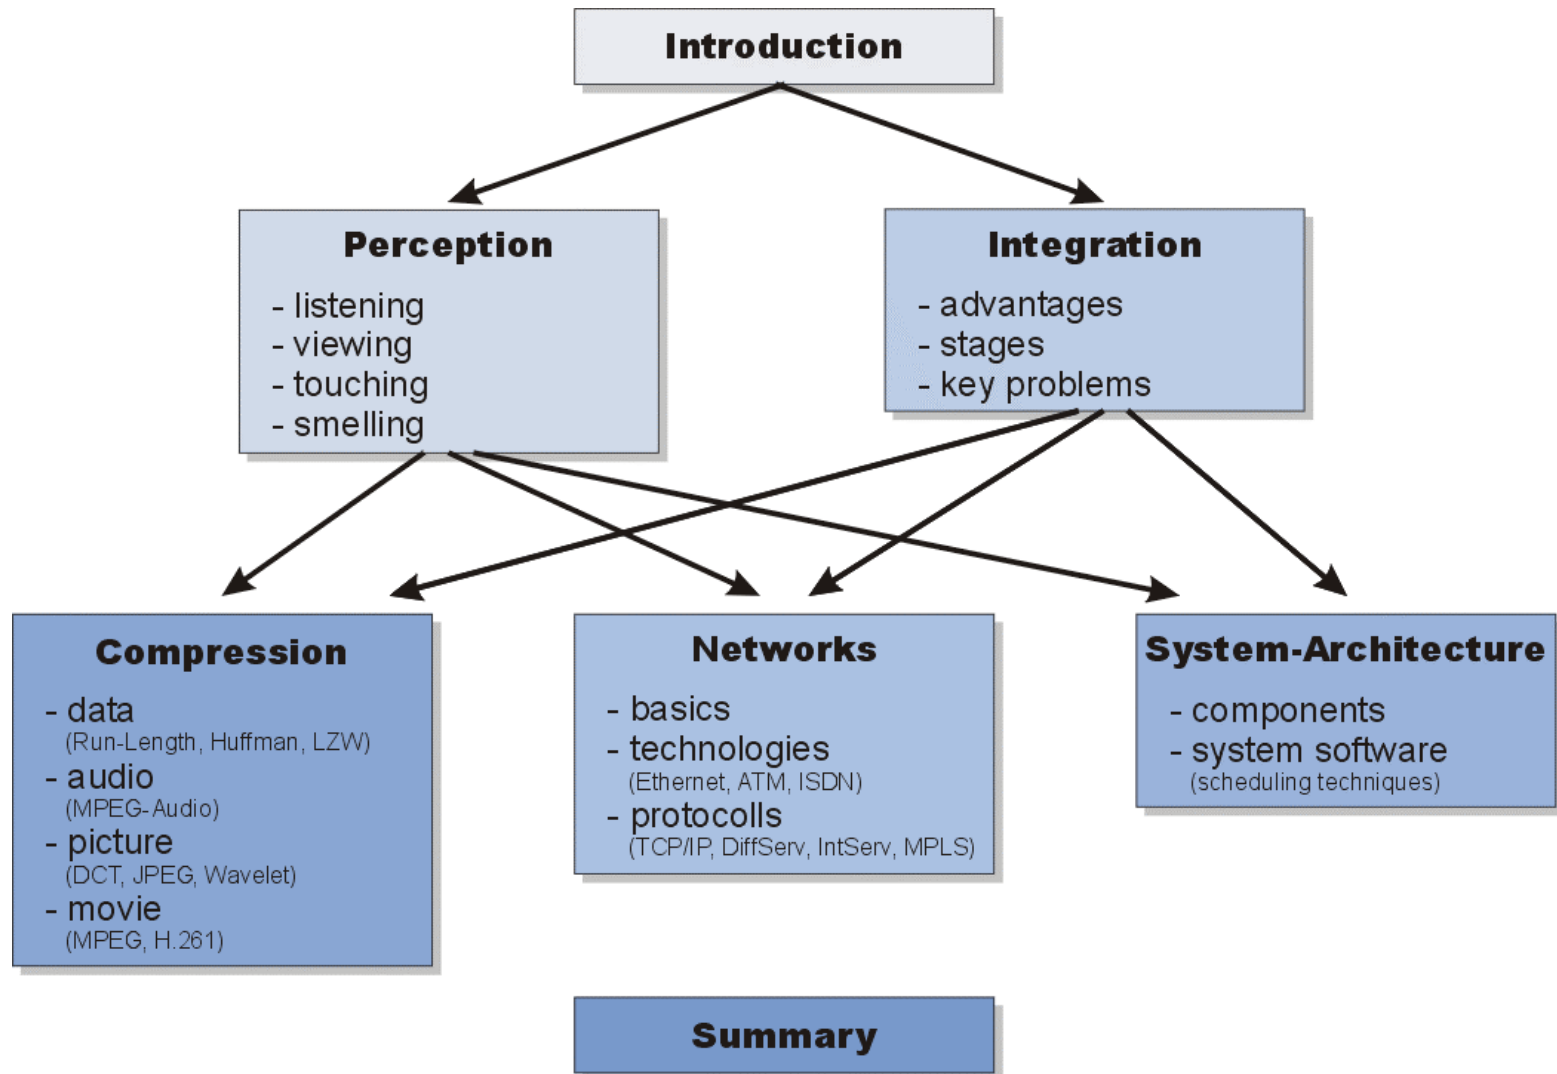 Introduction
Perception
- listening
- viewing
- touching
- smelling
Integration
- advantages
- stages
- key problems
Compression
- data
(Run-Length, Huffman, LZW)
- audio
(MPEG-Audio)
- picture
(DCT, JPEG, Wavelet)
- movie
(MPEG, H.261)
Networks
- basics
- technologies
(Ethernet, ATM, ISDN)
- protocolls
(TCP/IP, DiffServ, IntServ, MPLS)
System-Architecture
- components
- system software
(scheduling techniques)
Summary